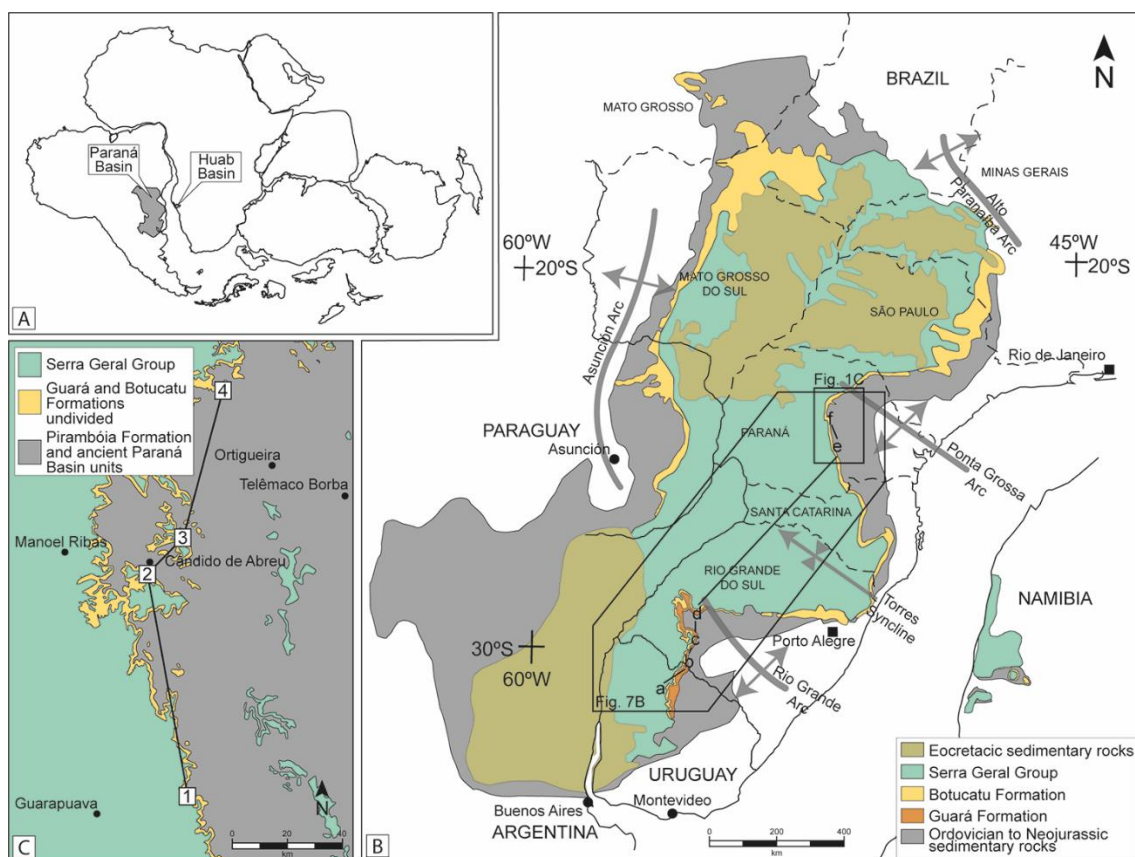 Paraná
Basin
Huab
Basin
A
Serra Geral Group
Guará and Botucatu
Formations
undivided
Pirambóia Formation
and ancient Paraná
Basin units
4
Ortigueira
Telêmaco Borba
3
Manoel Ribas
Cândido de Abreu
2
1
Guarapuava
N
0 20 40
km
C
N
BRAZIL
MATO GROSSO
MINAS GERAIS
Alto
Paranaíba Arc
60ºW
20ºS
45ºW
20ºS
MATO GROSSO
DO SUL
SÃO PAULO
Asunción Arc
Rio de Janeiro
Fig. 1C
PARAGUAY
PARANÁ
f
e
Asunción
Ponta Grossa
Arc
SANTA CATARINA
RIO GRANDE
DO SUL
Torres
Syncline
NAMIBIA
d
c
b
a
Porto Alegre
30ºS
60ºW
Rio Grande
Arc
Fig. 7B
URUGUAY
Buenos Aires
Montevideo
ARGENTINA
0 200 400
km
B
Eocretacic sedimentary rocks
Serra Geral Group
Botucatu Formation
Guará Formation
Ordovician to Neojurassic
sedimentary rocks